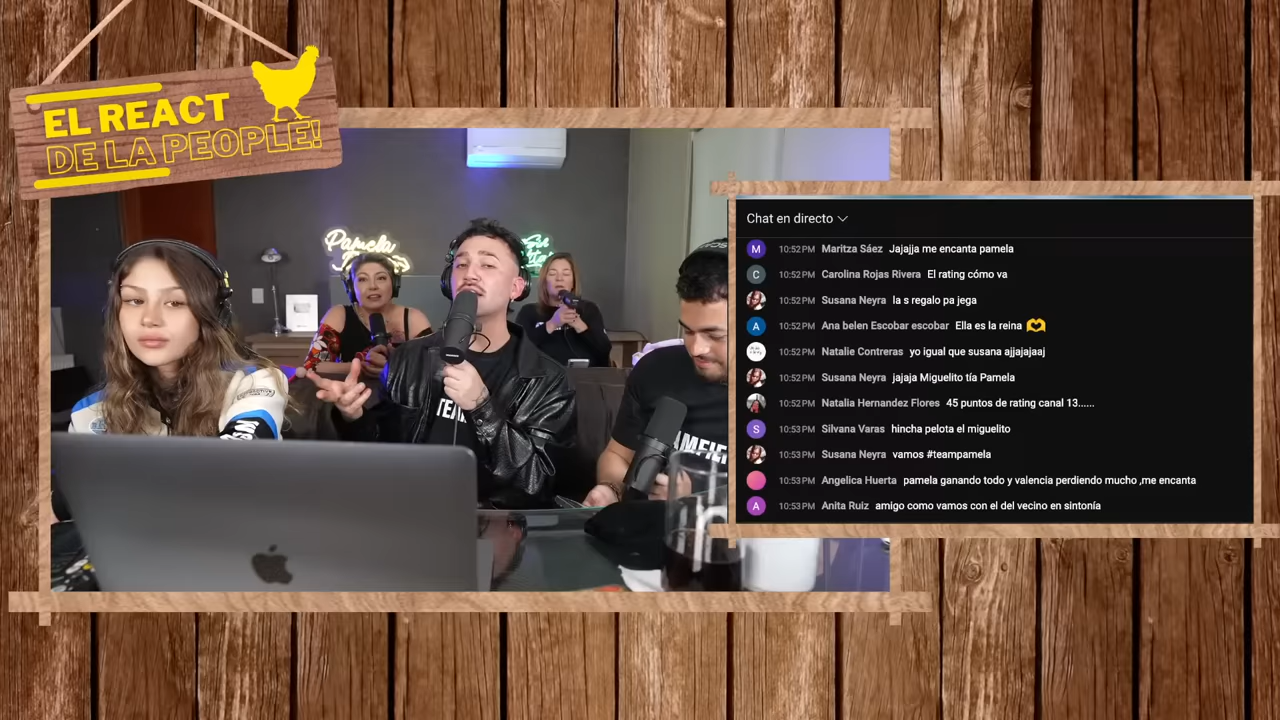 EL REACT
DE LA PEOPLE!
Pamela
Chat en directo
M 10:52 PM Maritza Sáez Jajajja me encanta pamela
C 10:52 PM Carolina Rojas Rivera El rating cómo va
10:52 PM Susana Neyra la s regalo pa jega
A 10:52 PM Ana belen Escobar escobar Ella es la reina
10:52 PM Natalie Contreras yo igual que susana ajjajajaaj
10:52 PM Susana Neyra jajaja Miguelito tía Pamela
10:52 PM Natalia Hernandez Flores 45 puntos de rating canal 13......
S 10:53 PM Silvana Varas hincha pelota el miguelito
10:53 PM Susana Neyra vamos #teampamela
10:53 PM Angelica Huerta pamela ganando todo y valencia perdiendo mucho ,me encanta
A 10:53 PM Anita Ruiz amigo como vamos con el del vecino en sintonía